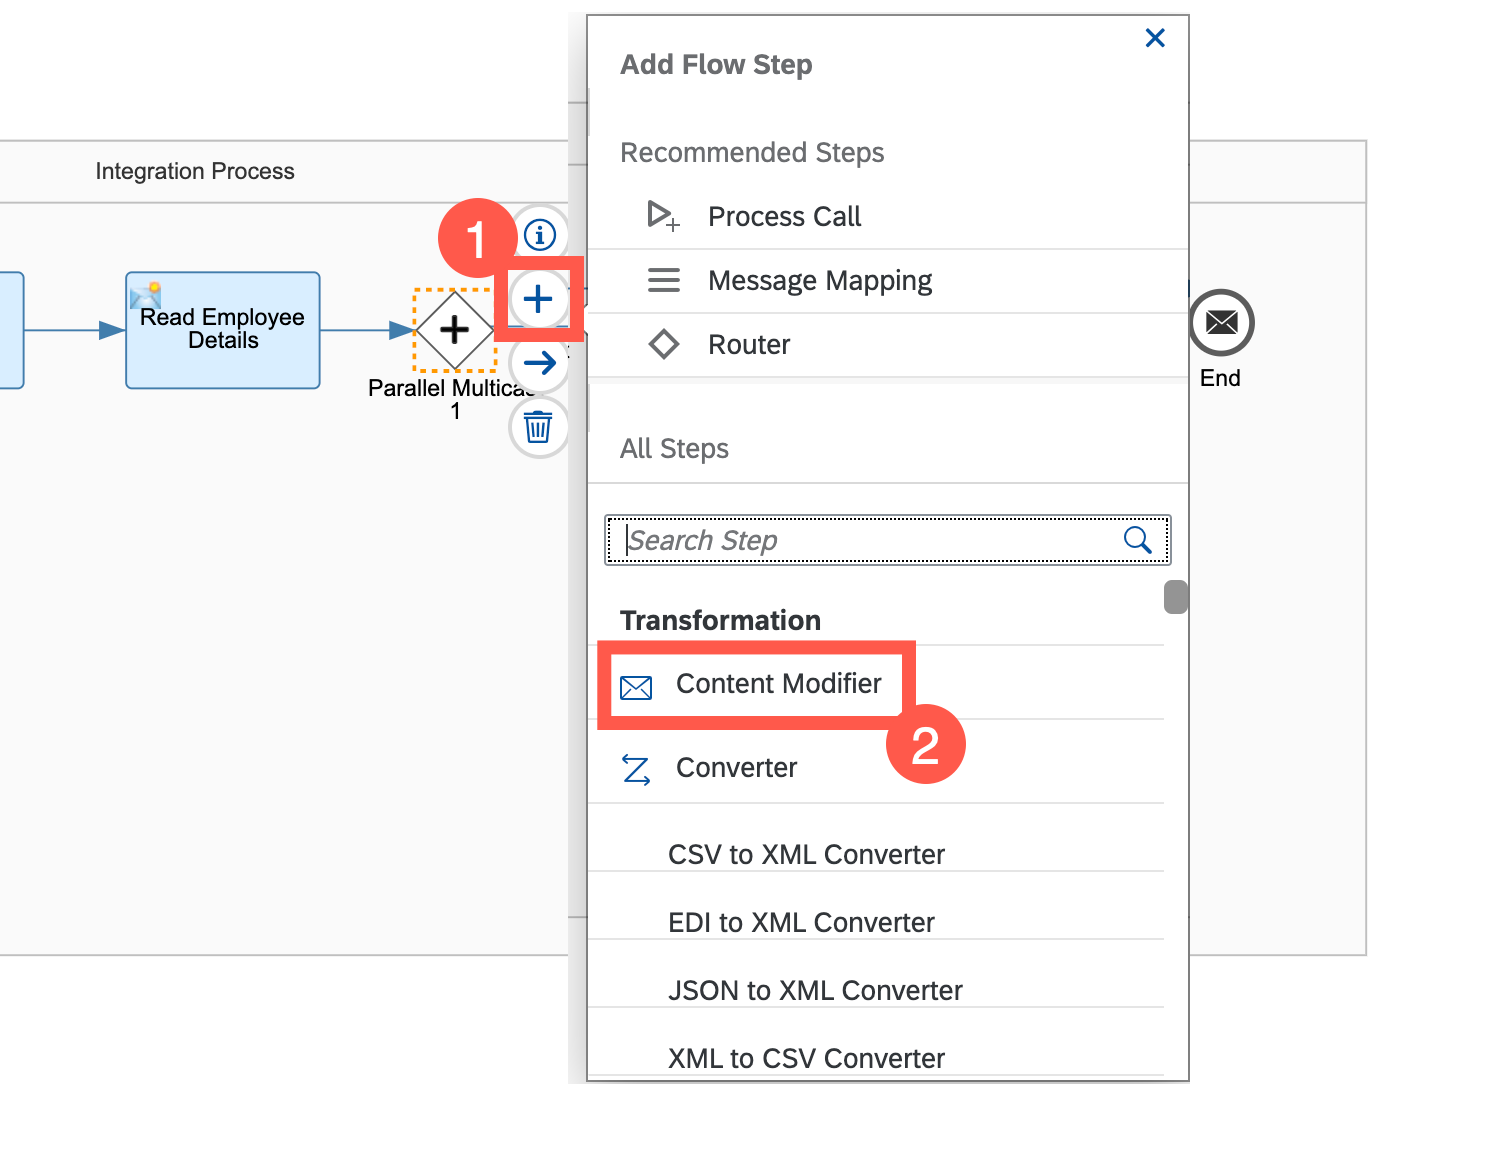 Add Flow Step
Recommended Steps
Process Call
Message Mapping
Router
All Steps
Search Step
Transformation
Content Modifier
Converter
CSV to XML Converter
EDI to XML Converter
JSON to XML Converter
XML to CSV Converter
Integration Process
1
2
Read Employee
Details
Parallel
1
End